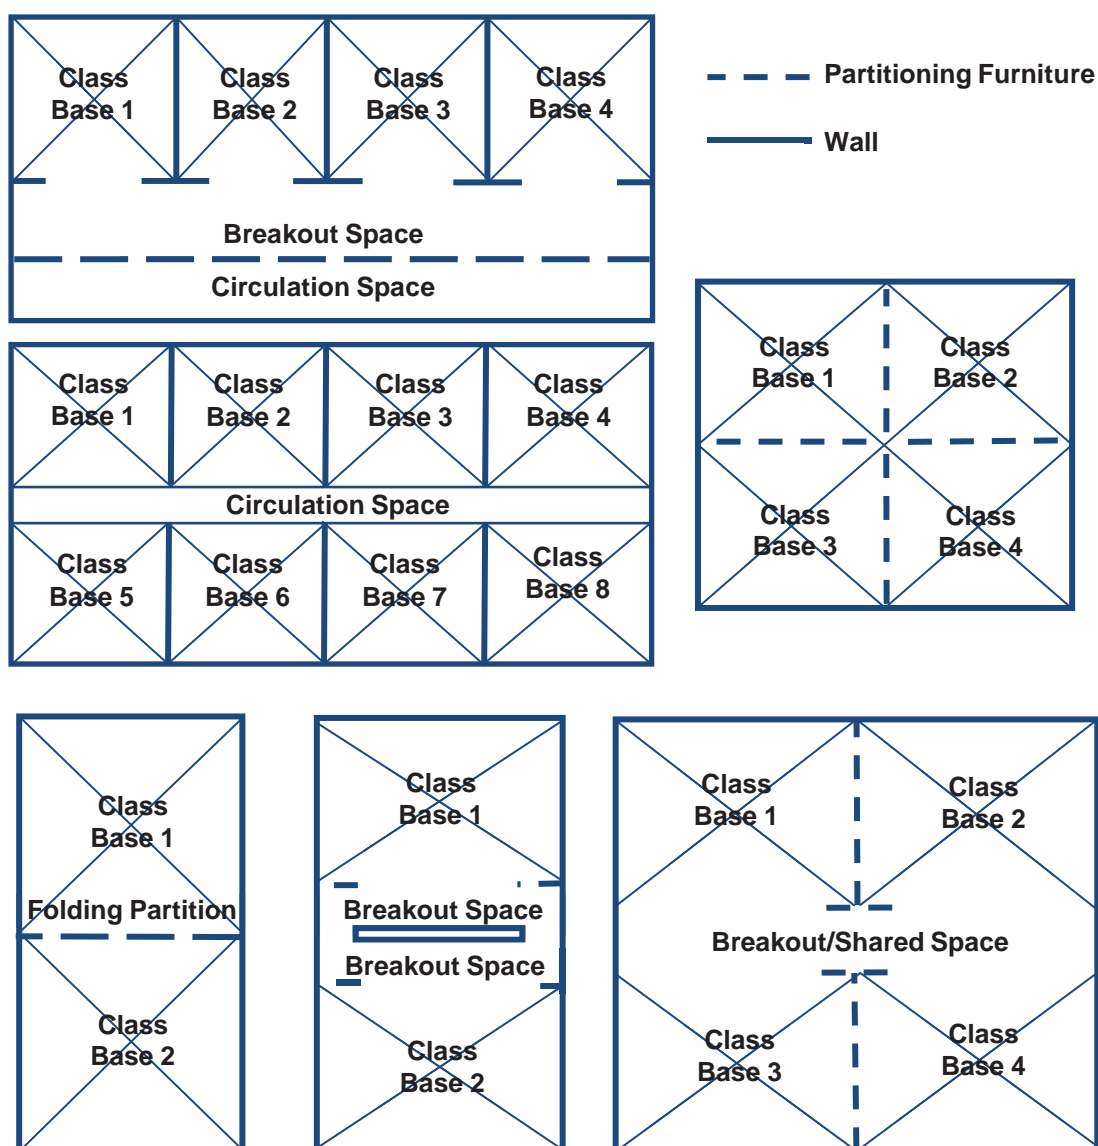 Class
Base 1
Class
Base 2
Class
Base 3
Class
Base 4
Breakout Space
Circulation Space
Partitioning Furniture
Wall
Class
Base 1
Class
Base 2
Class
Base 3
Class
Base 4
Circulation Space
Class
Base 5
Class
Base 6
Class
Base 7
Class
Base 8
Class
Base 1
Class
Base 2
Class
Base 3
Class
Base 4
Class
Base 1
Folding Partition
Class
Base 2
Class
Base 1
Breakout Space
Breakout Space
Class
Base 2
Class
Base 1
Class
Base 2
Breakout/Shared Space
Class
Base 3
Class
Base 4